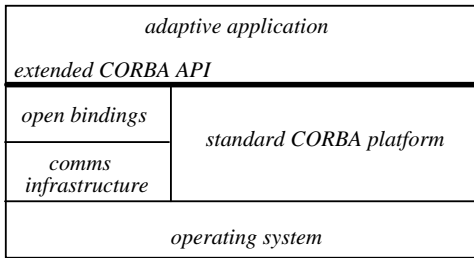 adaptive application
extended CORBA API
open bindings
standard CORBA platform
comms
infrastructure
operating system